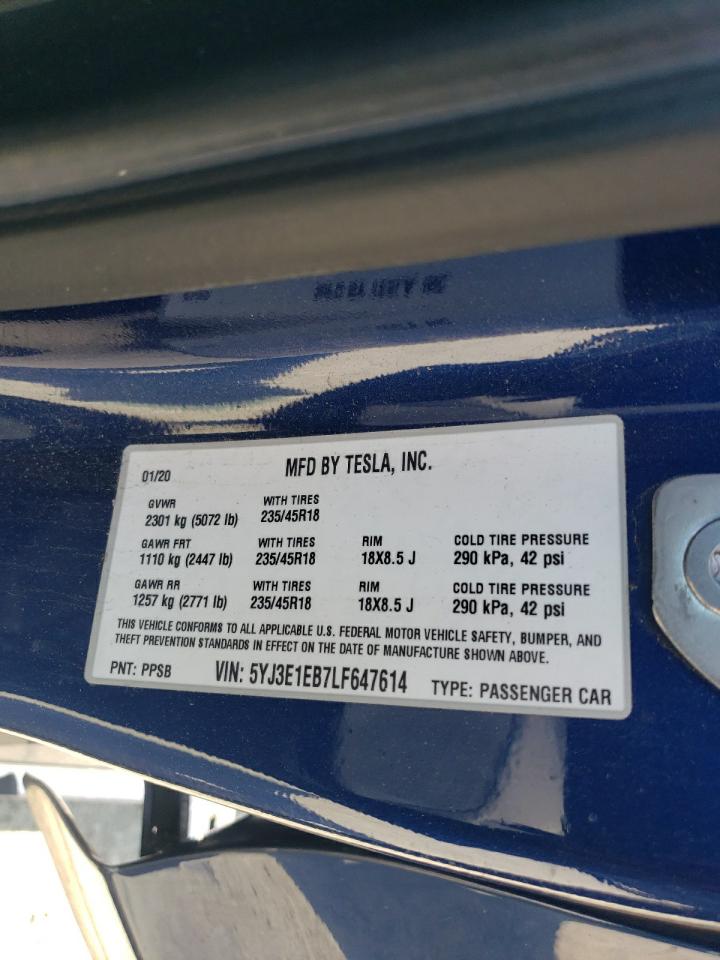 01/20 MFD BY TESLA, INC.
GVWR WITH TIRES
2301 kg (5072 lb) 235/45R18
GAWR FRT WITH TIRES RIM COLD TIRE PRESSURE
1110 kg (2447 lb) 235/45R18 18X8.5 J 290 kPa, 42 psi
GAWR RR WITH TIRES RIM COLD TIRE PRESSURE
1257 kg (2771 lb) 235/45R18 18X8.5 J 290 kPa, 42 psi
THIS VEHICLE CONFORMS TO ALL APPLICABLE U.S. FEDERAL MOTOR VEHICLE SAFETY, BUMPER, AND
THEFT PREVENTION STANDARDS IN EFFECT ON THE DATE OF MANUFACTURE SHOWN ABOVE.
PNT: PPSB VIN: 5YJ3E1EB7LF647614 TYPE: PASSENGER CAR